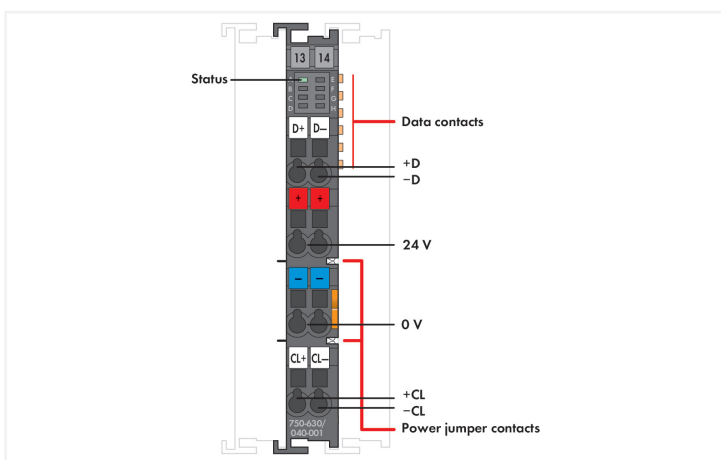 13 14
Status
A E
B F
C G
D H
Data contacts
D+ D−
+D
−D
+ +
24 V
− −
0 V
CL+ CL−
+CL
−CL
750-630/
040-001
Power jumper contacts